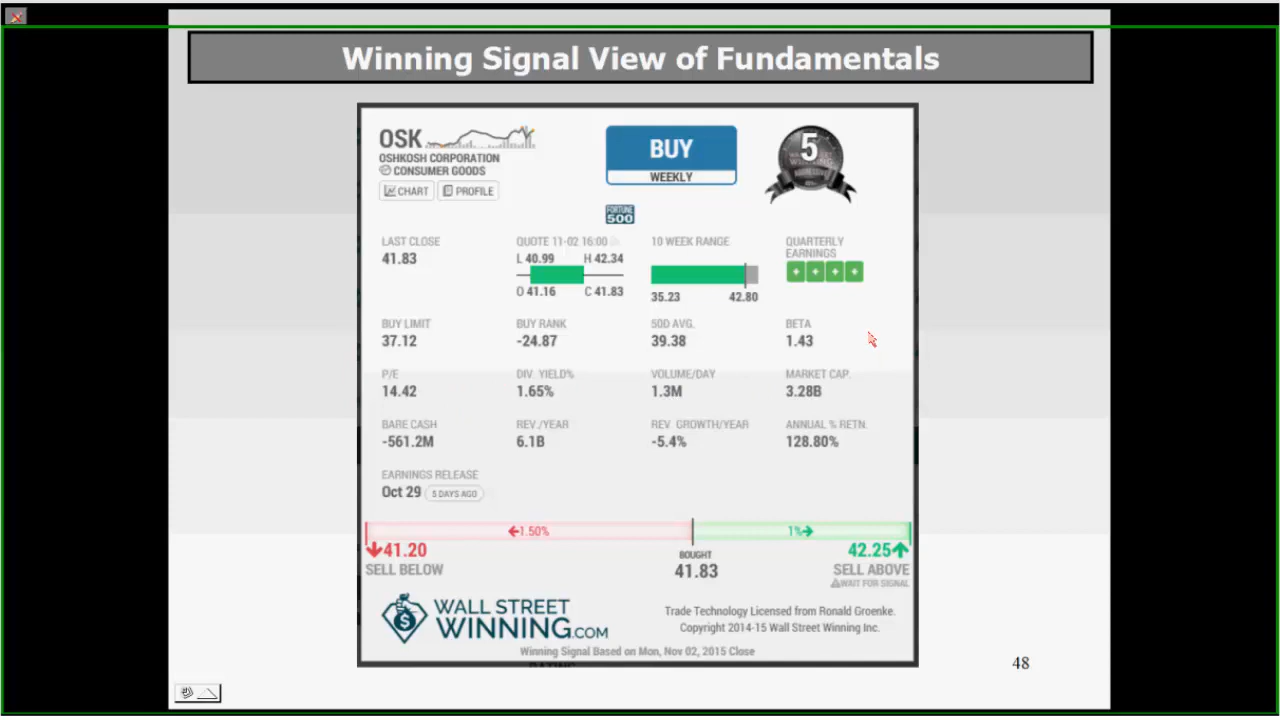 Winning Signal View of Fundamentals
OSK
OSHKOSH CORPORATION
CONSUMER GOODS
CHART PROFILE
BUY
WEEKLY
5
FORTUNE
500
LAST CLOSE
41.83
QUOTE 11-02 16:00
L 40.99 H 42.34
O 41.16 C 41.83
10 WEEK RANGE
35.23 42.80
QUARTERLY
EARNINGS
+ + + +
BUY LIMIT
37.12
BUY RANK
-24.87
50D AVG.
39.38
BETA
1.43
P/E
14.42
DIV. YIELD%
1.65%
VOLUME/DAY
1.3M
MARKET CAP.
3.28B
BARE CASH
-561.2M
REV./YEAR
6.1B
REV. GROWTH/YEAR
-5.4%
ANNUAL % RETN.
128.80%
EARNINGS RELEASE
Oct 29 5 DAYS AGO
←1.50% 1%→
↓41.20
SELL BELOW
BOUGHT
41.83
42.25↑
SELL ABOVE
WAIT FOR SIGNAL
WALL STREET
WINNING.COM
Trade Technology Licensed from Ronald Groenke.
Copyright 2014-15 Wall Street Winning Inc.
Winning Signal Based on Mon, Nov 02, 2015 Close
48